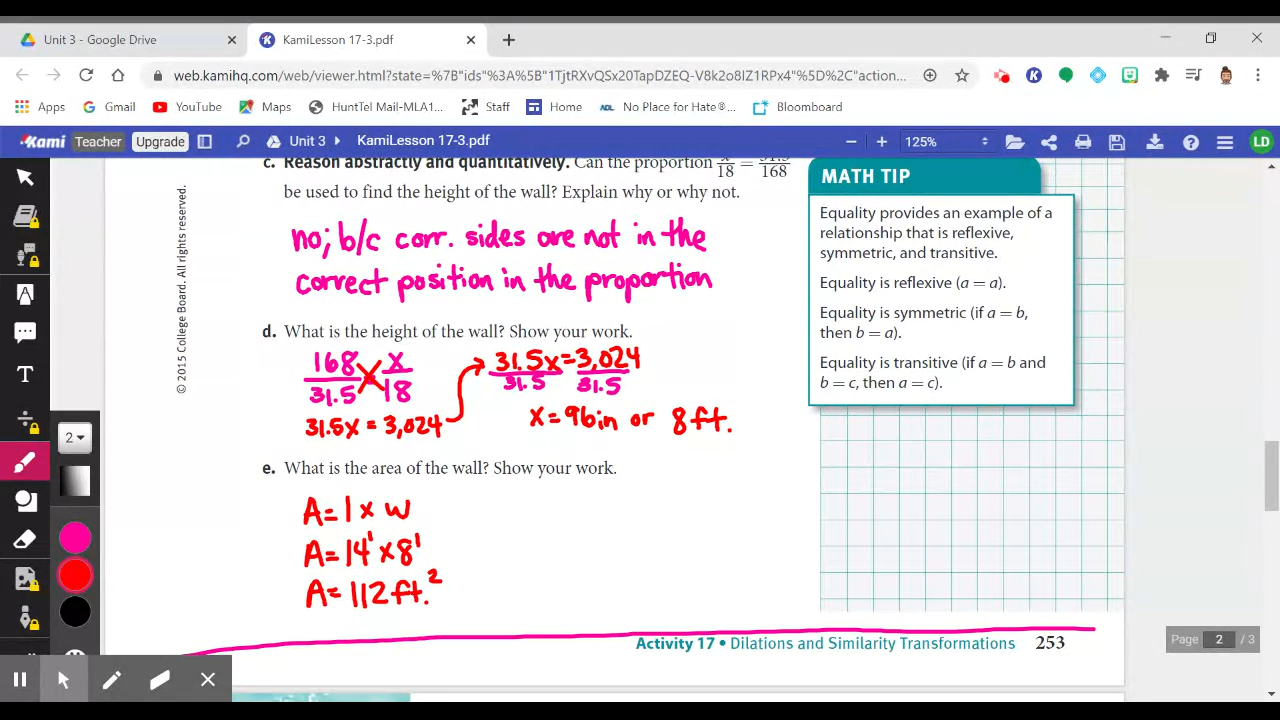 Unit 3 - Google Drive
KamiLesson 17-3.pdf
web.kamihq.com/web/viewer.html?state=%7B"ids"%3A%5B"1TjtRXvQSx20TapDZEQ-V8k2o8IZ1RPx4"%5D%2C"action...
Apps
Gmail
YouTube
Maps
HuntTel Mail-MLA1...
Staff
Home
ADL
No Place for Hate®...
Bloomboard
Kami
Teacher
Upgrade
Unit 3
KamiLesson 17-3.pdf
125%
LD
c. Reason abstractly and quantitatively. Can the proportion x/18 = 31.5/168
be used to find the height of the wall? Explain why or why not.
no; b/c corr. sides are not in the
correct position in the proportion
d. What is the height of the wall? Show your work.
168/31.5 x/18
31.5x = 3,024
31.5x = 3,024
31.5 31.5
x = 96in or 8ft.
e. What is the area of the wall? Show your work.
A = l x w
A = 14' x 8'
A = 112 ft.²
© 2015 College Board. All rights reserved.
MATH TIP
Equality provides an example of a
relationship that is reflexive,
symmetric, and transitive.
Equality is reflexive (a = a).
Equality is symmetric (if a = b,
then b = a).
Equality is transitive (if a = b and
b = c, then a = c).
2
T
Activity 17 • Dilations and Similarity Transformations 253
Page 2 / 3